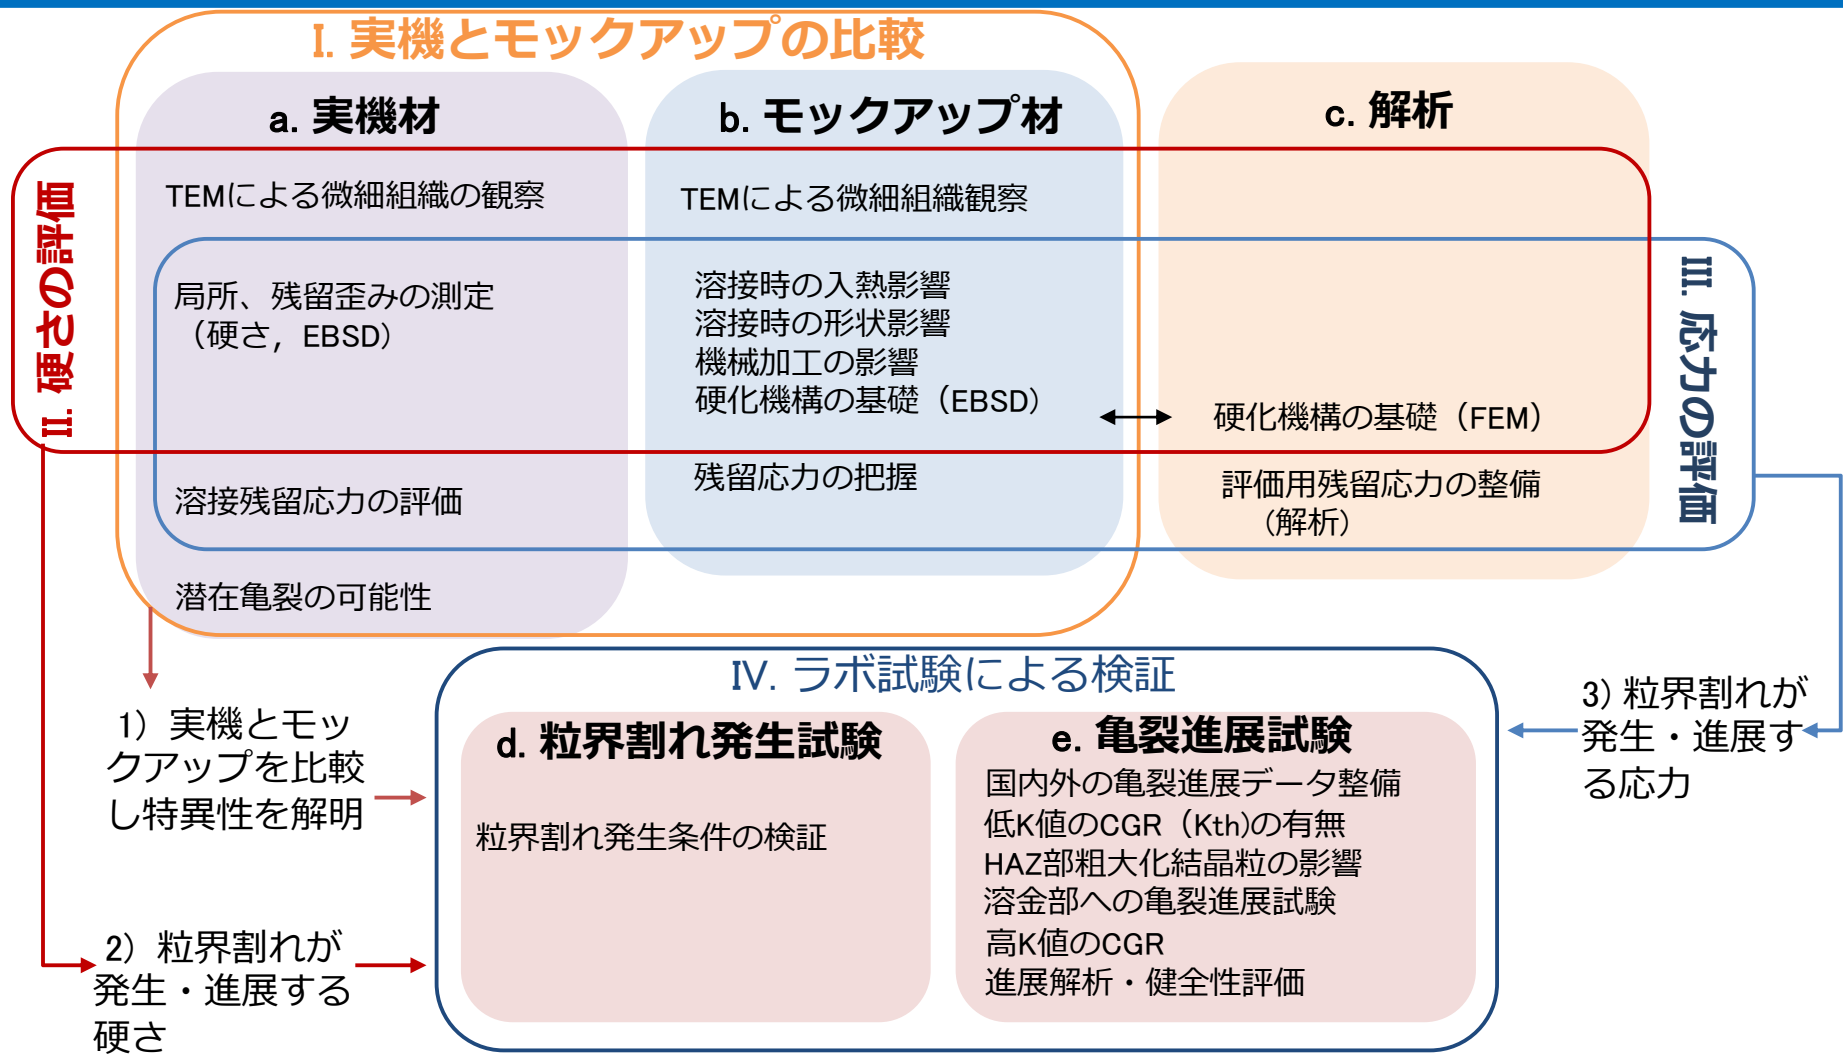 I. 実機とモックアップの比較
a. 実機材
TEMによる微細組織の観察
局所、残留歪みの測定
（硬さ，EBSD）
溶接残留応力の評価
潜在亀裂の可能性
b. モックアップ材
TEMによる微細組織観察
溶接時の入熱影響
溶接時の形状影響
機械加工の影響
硬化機構の基礎（EBSD）
残留応力の把握
c. 解析
硬化機構の基礎（FEM）
評価用残留応力の整備
（解析）
II. 硬さの評価
III. 応力の評価
1）実機とモッ
クアップを比較
し特異性を解明
2）粒界割れが
発生・進展する
硬さ
3）粒界割れが
発生・進展す
る応力
IV. ラボ試験による検証
d. 粒界割れ発生試験
粒界割れ発生条件の検証
e. 亀裂進展試験
国内外の亀裂進展データ整備
低K値のCGR（Kth)の有無
HAZ部粗大化結晶粒の影響
溶金部への亀裂進展試験
高K値のCGR
進展解析・健全性評価